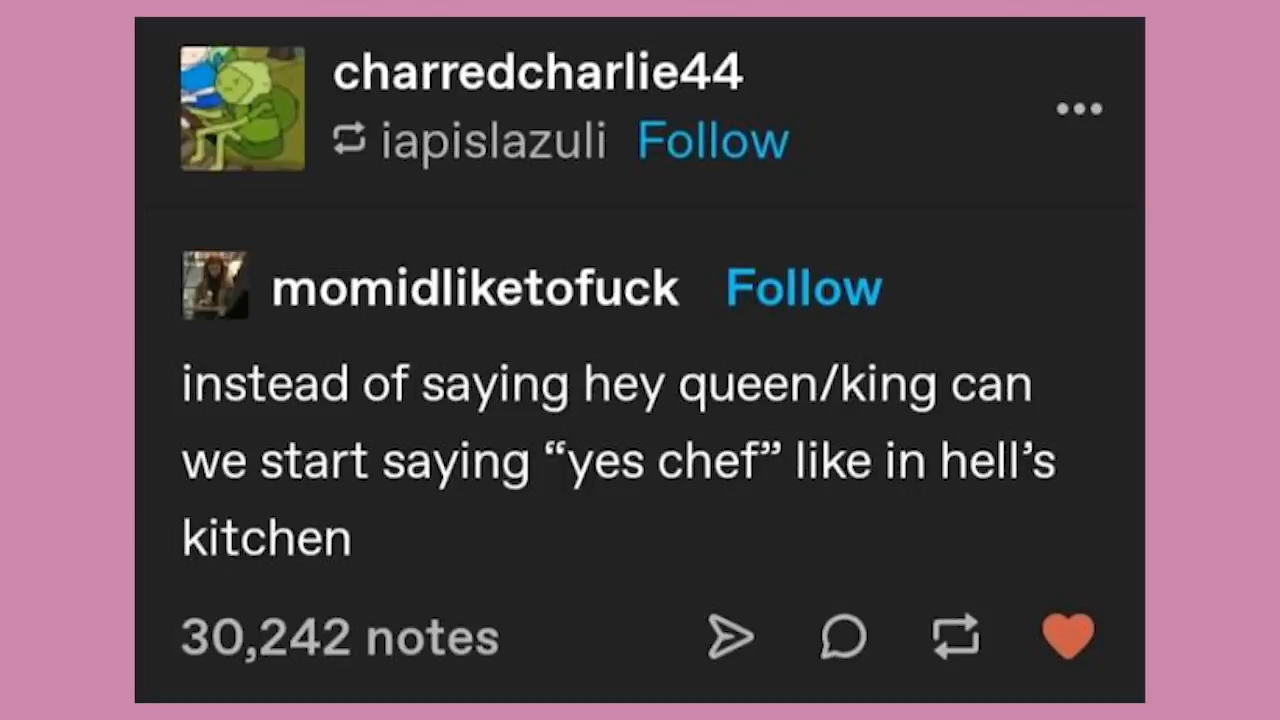 charredcharlie44
iapislazuli Follow
momidliketofuck Follow
instead of saying hey queen/king can
we start saying “yes chef” like in hell’s
kitchen
30,242 notes